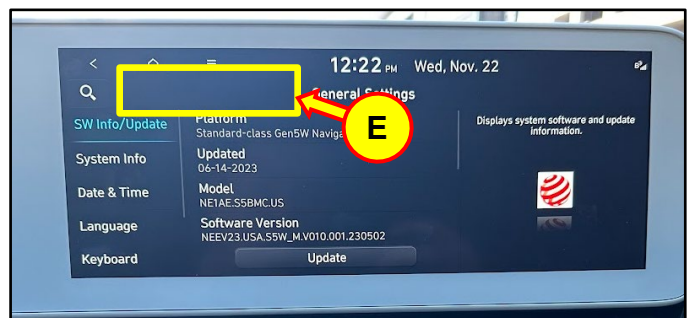 12:22 PM Wed, Nov. 22
General Settings
SW Info/Update
Platform
Standard-class Gen5W
E
Displays system software and update
information.
System Info
Updated
06-14-2023
Date & Time
Model
NE1AE.S5BMC.US
Language
Software Version
NEEV23.USA.S5W_M.V010.001.230502
Keyboard
Update